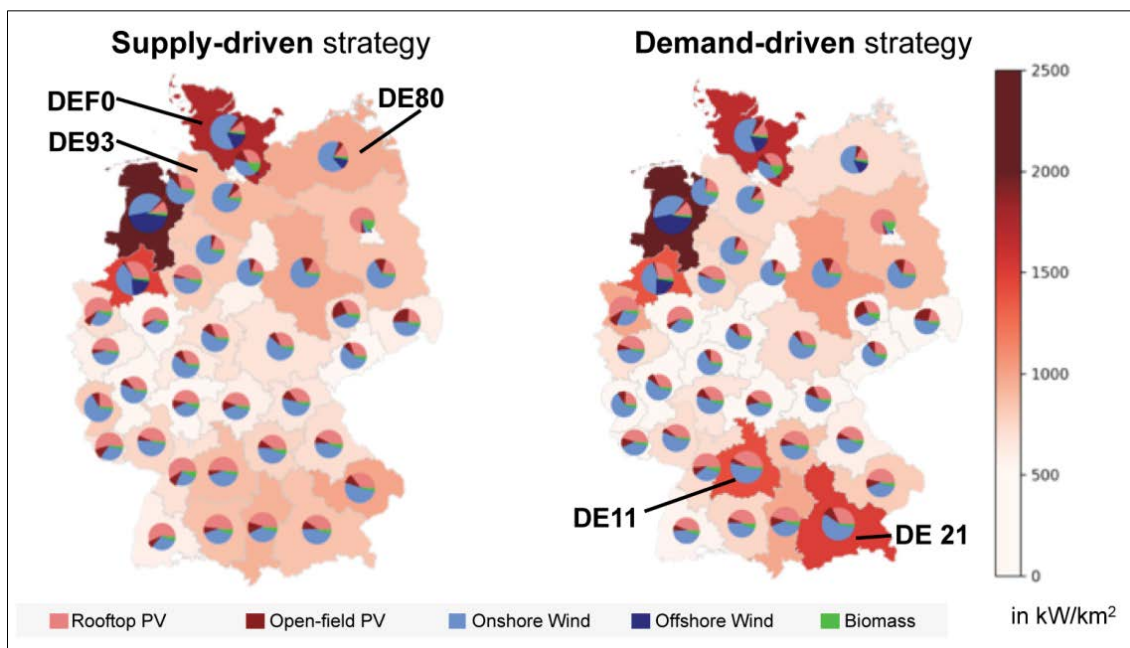 Supply-driven strategy
Demand-driven strategy
DEF0
DE93
DE80
DE11
DE 21
2500
2000
1500
1000
500
0
in kW/km²
Rooftop PV
Open-field PV
Onshore Wind
Offshore Wind
Biomass